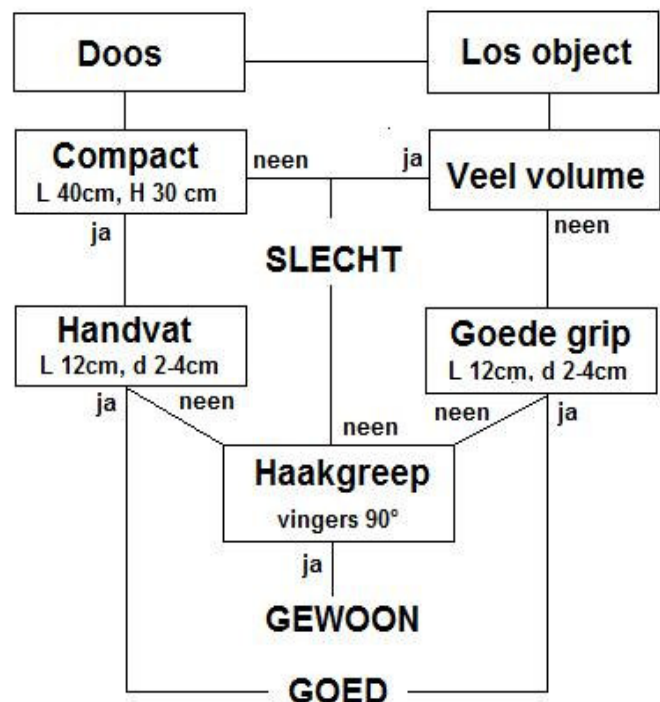 Doos
Los object
Compact
L 40cm, H 30 cm
neen
ja
Veel volume
ja
neen
SLECHT
Handvat
L 12cm, d 2-4cm
Goede grip
L 12cm, d 2-4cm
ja
neen
neen
neen
ja
Haakgreep
vingers 90°
ja
GEWOON
GOED